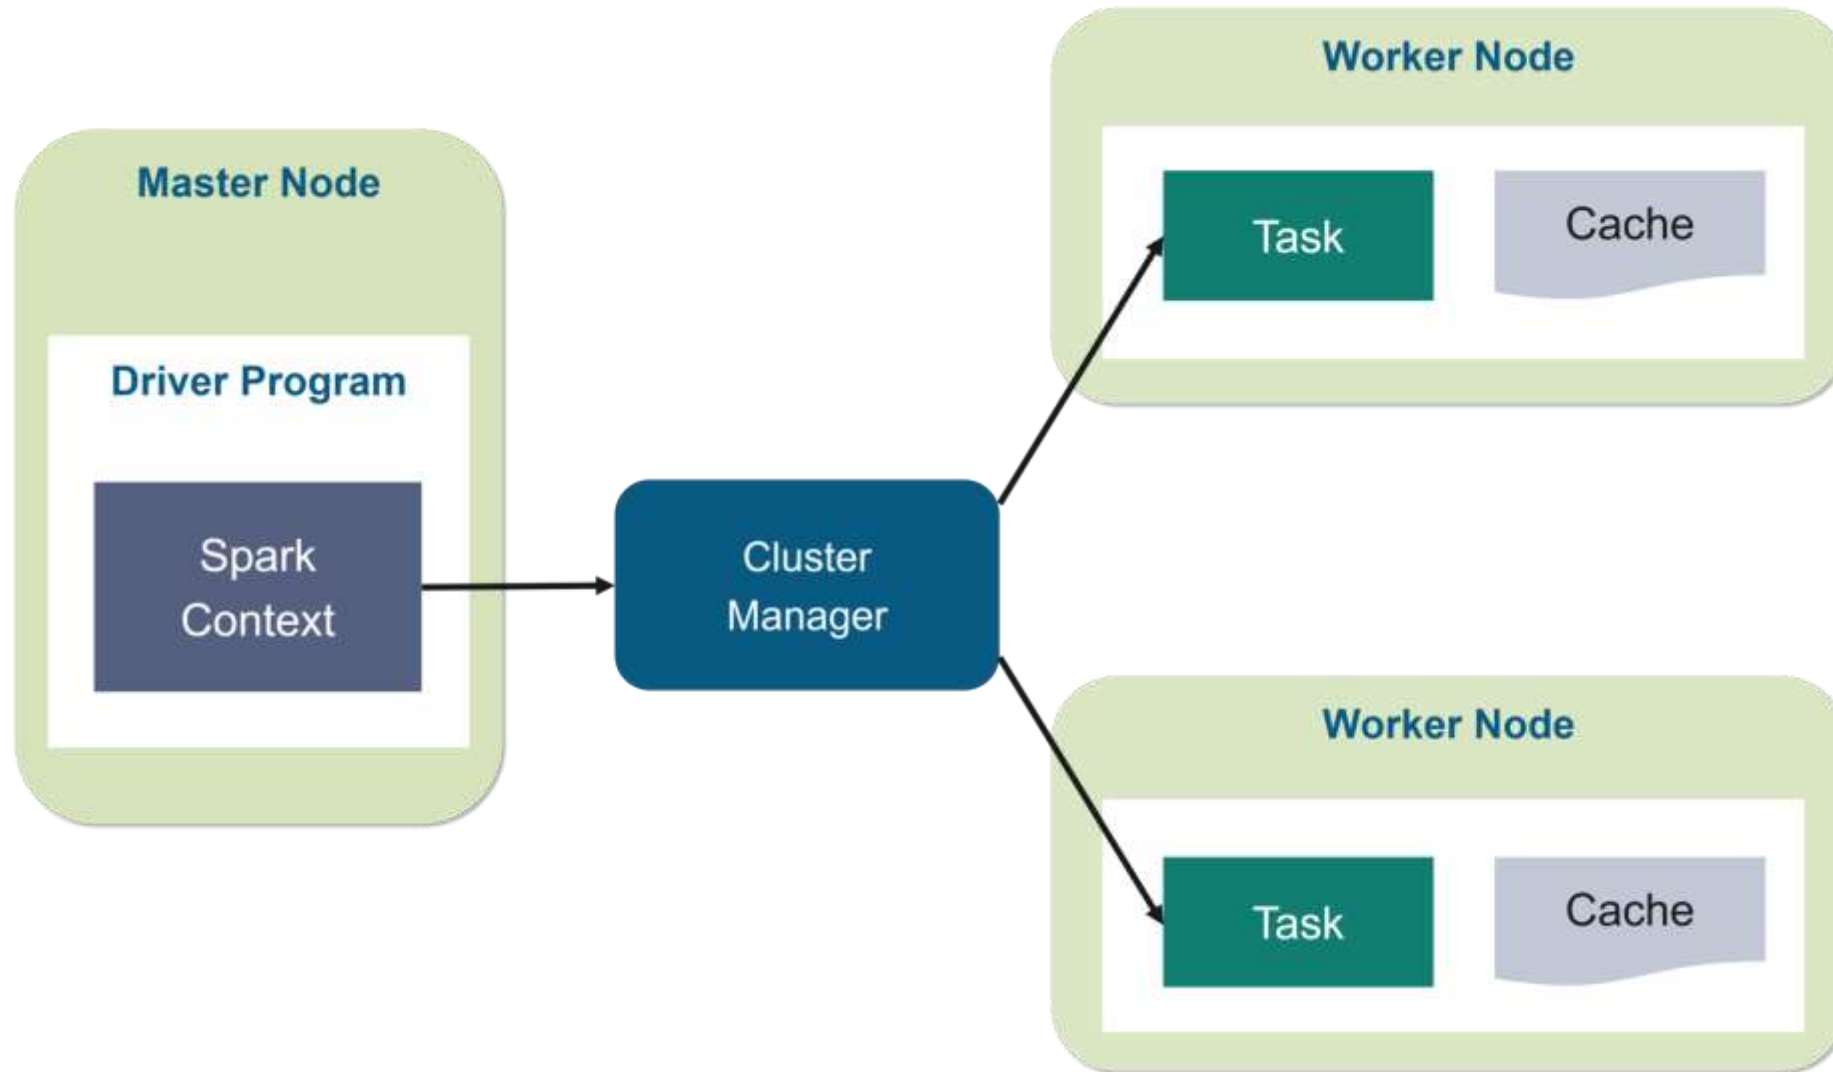 Master Node
Driver Program
Spark
Context
Cluster
Manager
Worker Node
Task
Cache
Worker Node
Task
Cache